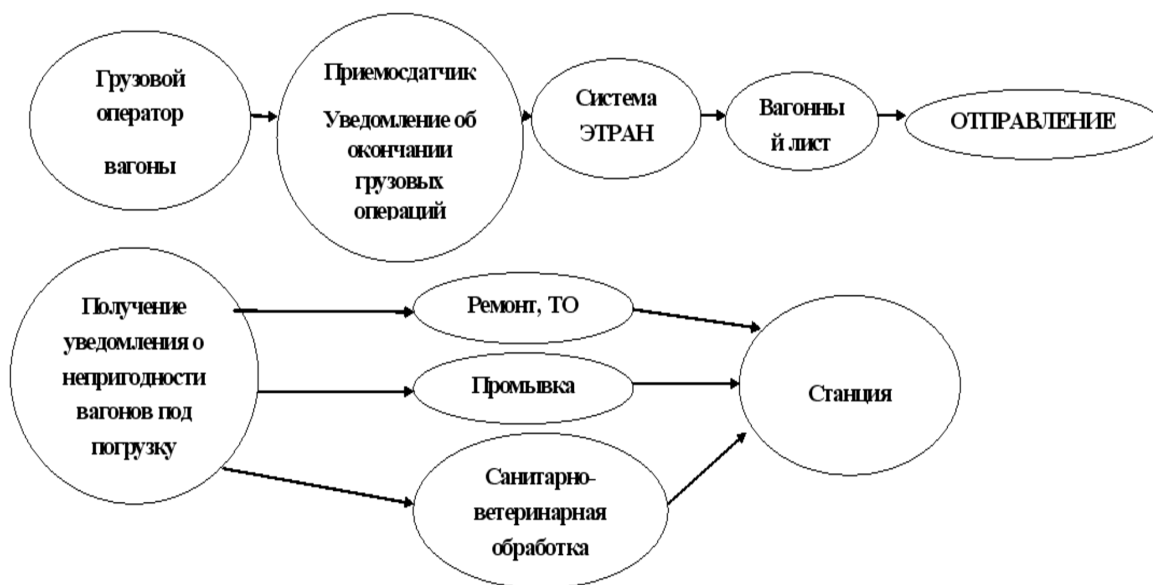 Грузовой
оператор
вагоны
Приемосдатчик
Уведомление об
окончании
грузовых
операций
Система
ЭТРАН
Вагонны
й лист
ОТПРАВЛЕНИЕ
Получение
уведомления о
непригодности
вагонов под
погрузку
Ремонт, ТО
Промывка
Санитарно-
ветеринарная
обработка
Станция